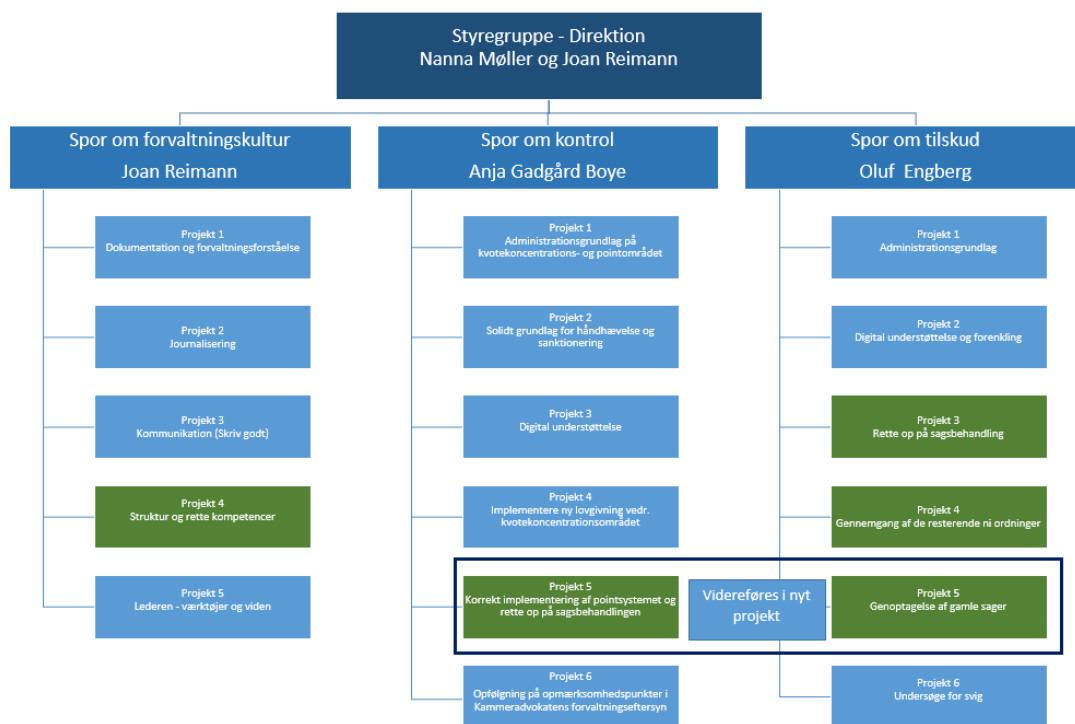 Styregruppe - Direktion
Nanna Møller og Joan Reimann
Spor om forvaltningskultur
Joan Reimann
Projekt 1
Dokumentation og forvaltningsforståelse
Projekt 2
Journalisering
Projekt 3
Kommunikation (Skriv godt)
Projekt 4
Struktur og rette kompetencer
Projekt 5
Lederen - værktøjer og viden
Spor om kontrol
Anja Gadgård Boye
Projekt 1
Administrationsgrundlag på
kvotekoncentrations- og pointområdet
Projekt 2
Solidt grundlag for håndhævelse og
sanktionering
Projekt 3
Digital understøttelse
Projekt 4
Implementere ny lovgivning vedr.
kvotekoncentrationsområdet
Projekt 5
Korrekt implementering af pointsystemet og
rette op på sagsbehandlingen
Projekt 6
Opfølgning på opmærksomhedspunkter i
Kammeradvokatens forvaltningseftersyn
Videreføres i nyt
projekt
Spor om tilskud
Oluf Engberg
Projekt 1
Administrationsgrundlag
Projekt 2
Digital understøttelse og forenkling
Projekt 3
Rette op på sagsbehandling
Projekt 4
Gennemgang af de resterende ni ordninger
Projekt 5
Genoptagelse af gamle sager
Projekt 6
Undersøge for svig